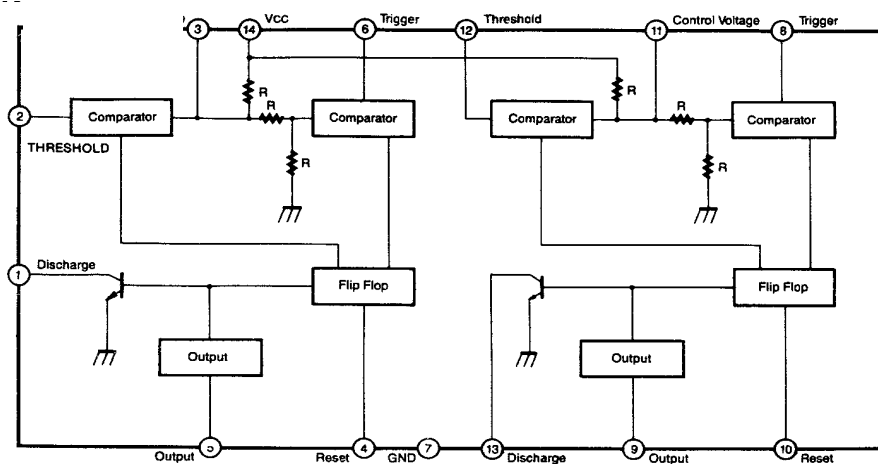 3 14 Vcc 6 Trigger 12 Threshold 11 Control Voltage 8 Trigger
R R
2 Comparator R Comparator Comparator R Comparator
THRESHOLD
R R
1 Discharge
Flip Flop Flip Flop
Output Output
Output 5 Reset 4 GND 7 13 Discharge 9 Output 10 Reset